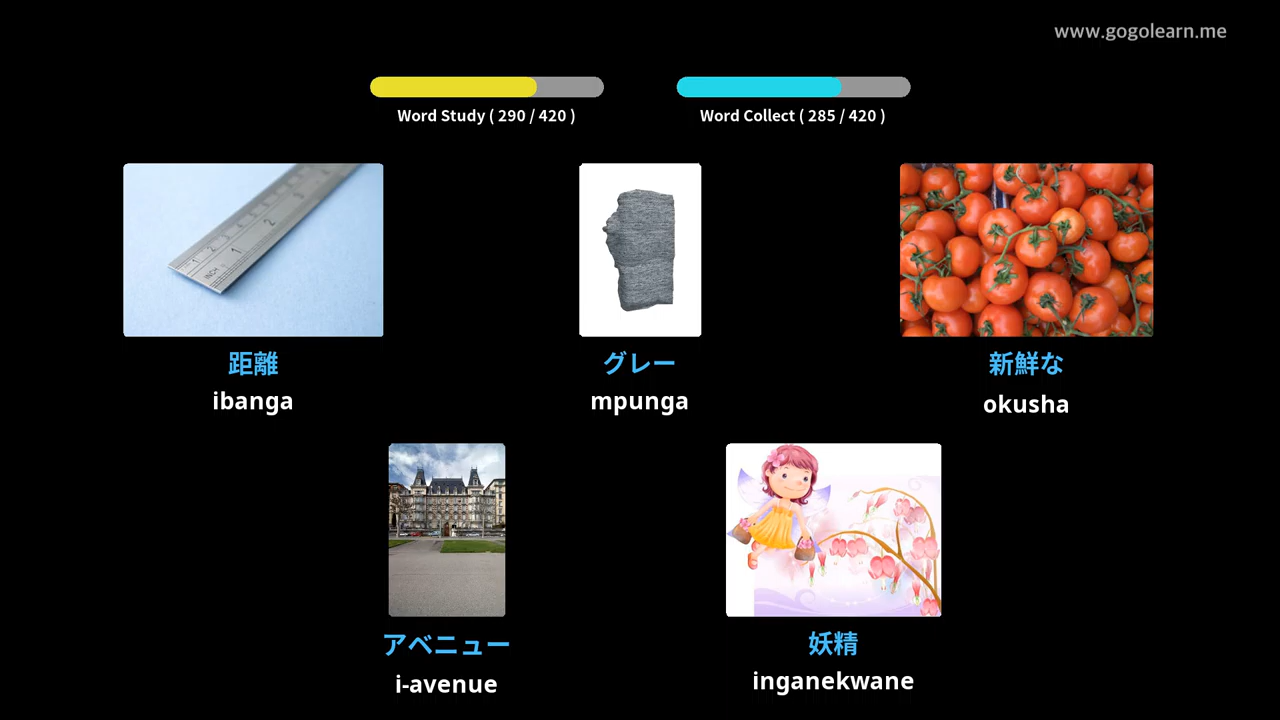 www.gogolearn.me
Word Study ( 290 / 420 )
Word Collect ( 285 / 420 )
距離
ibanga
グレー
mpunga
新鮮な
okusha
アベニュー
i-avenue
妖精
inganekwane